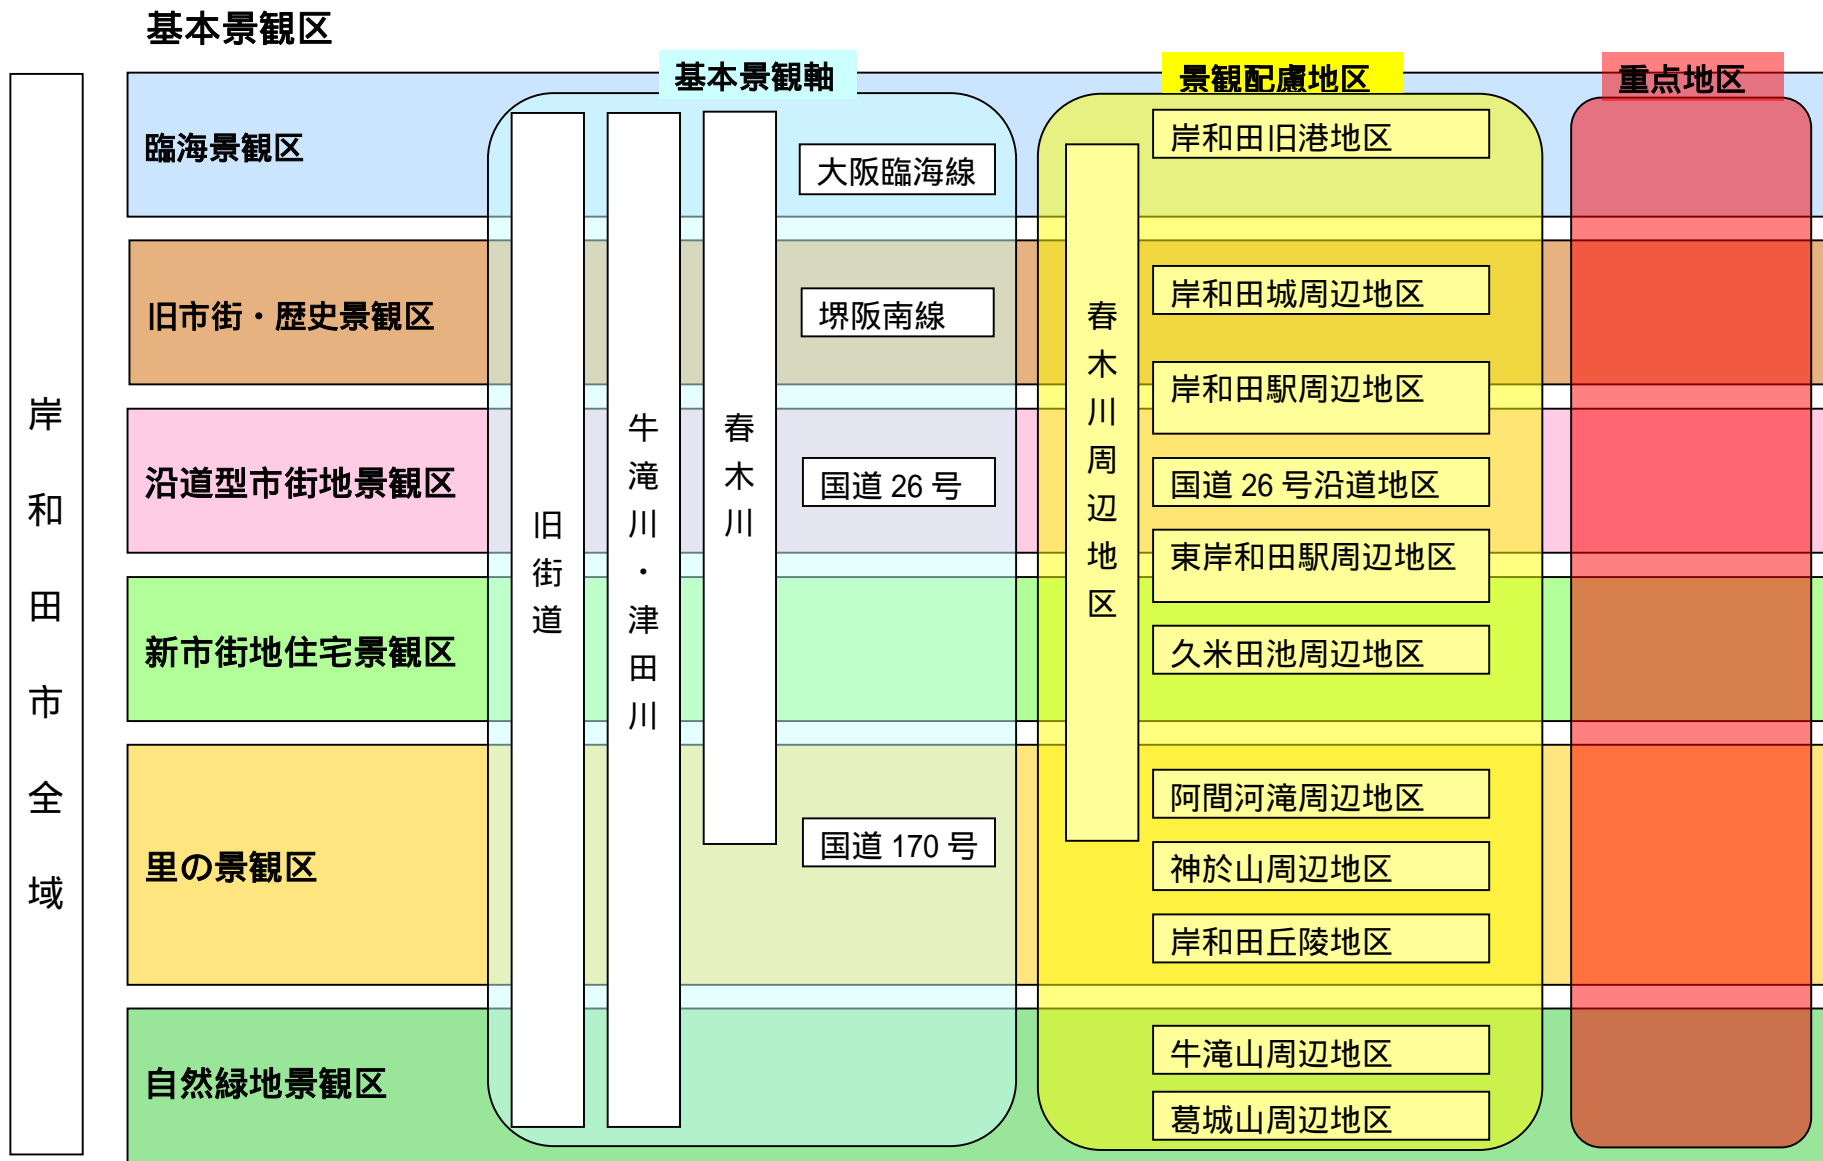 基本景観区
基本景観軸
景観配慮地区
重点地区
岸和田市全域
臨海景観区
旧市街・歴史景観区
沿道型市街地景観区
新市街地住宅景観区
里の景観区
自然緑地景観区
旧街道
牛滝川・津田川
春木川
大阪臨海線
堺阪南線
国道 26 号
国道 170 号
春木川周辺地区
岸和田旧港地区
岸和田城周辺地区
岸和田駅周辺地区
国道 26 号沿道地区
東岸和田駅周辺地区
久米田池周辺地区
阿間河滝周辺地区
神於山周辺地区
岸和田丘陵地区
牛滝山周辺地区
葛城山周辺地区